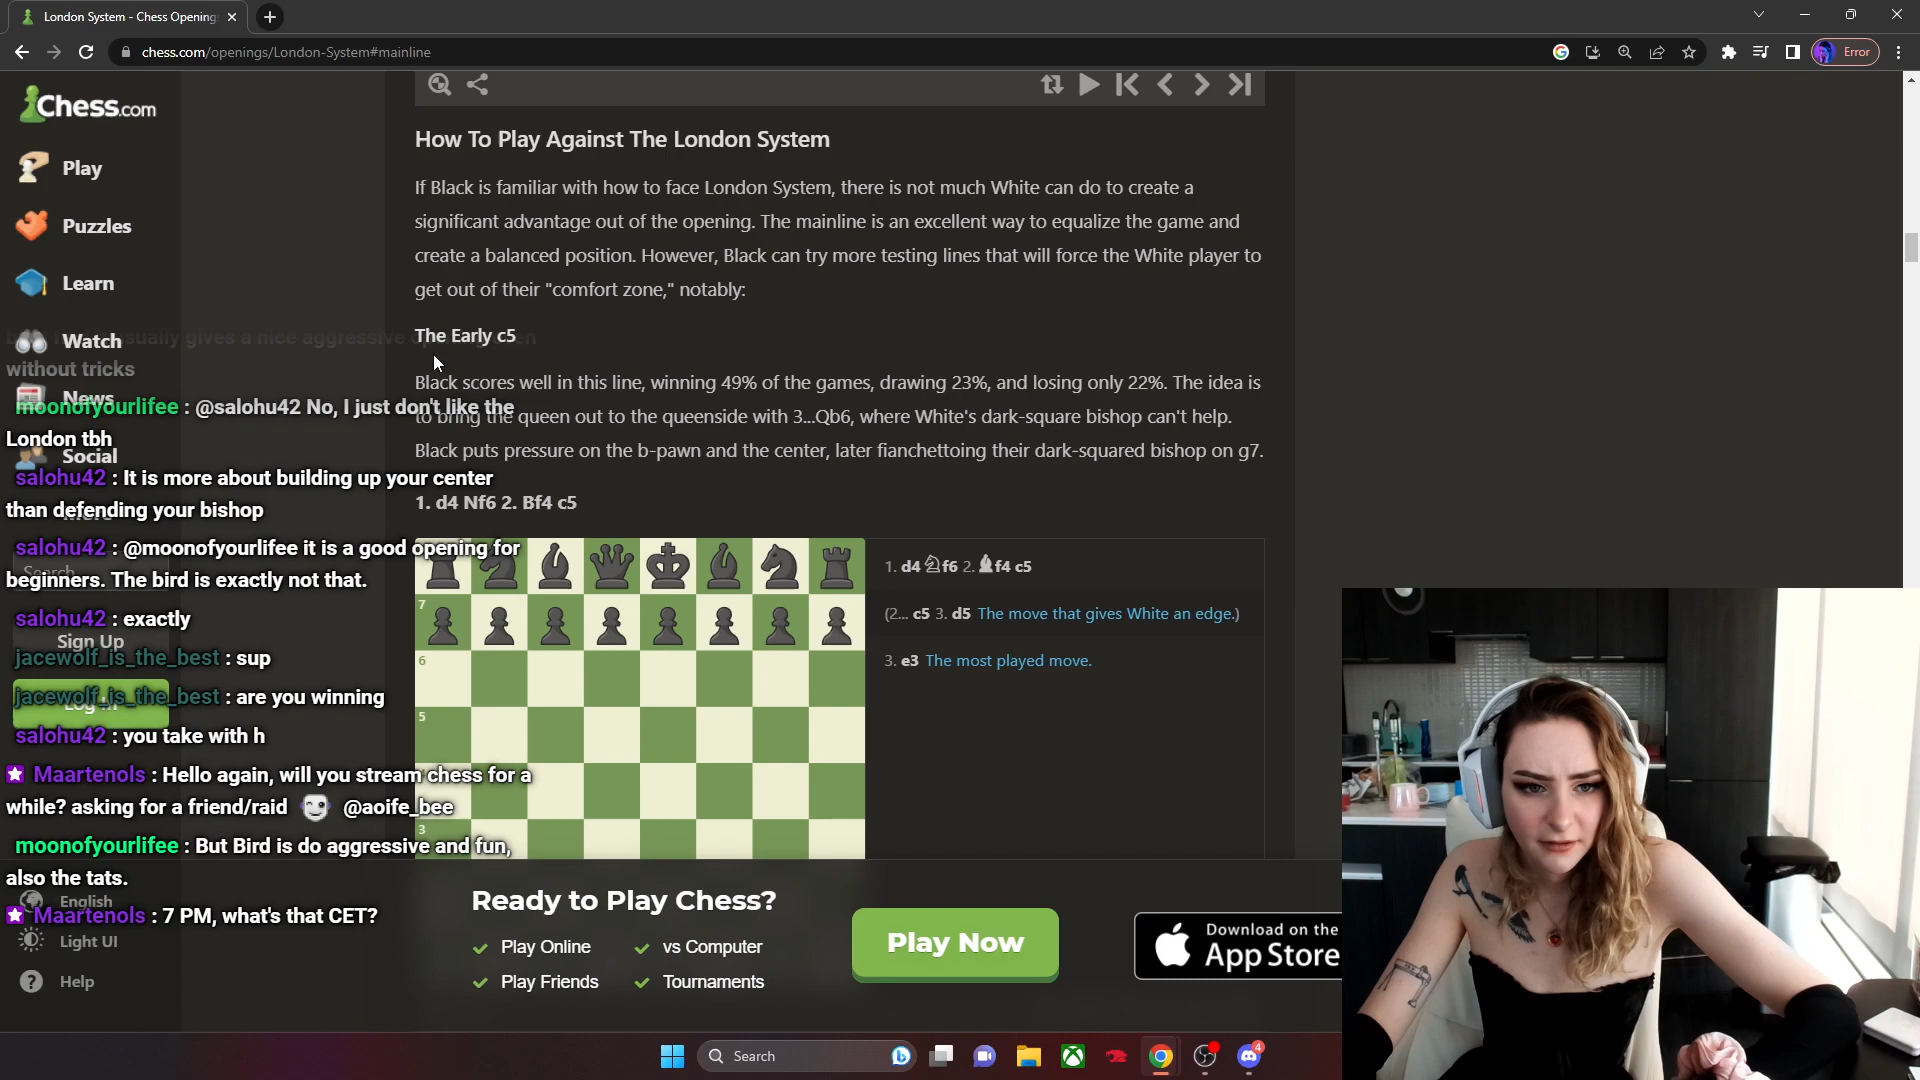 London System - Chess Opening
chess.com/openings/London-System#mainline
Error
Chess.com
Play
Puzzles
Learn
Watch
News
Social
Search
Sign Up
English
Light UI
Help
How To Play Against The London System
If Black is familiar with how to face London System, there is not much White can do to create a
significant advantage out of the opening. The mainline is an excellent way to equalize the game and
create a balanced position. However, Black can try more testing lines that will force the White player to
get out of their "comfort zone," notably:
The Early c5
Black scores well in this line, winning 49% of the games, drawing 23%, and losing only 22%. The idea is
to bring the queen out to the queenside with 3...Qb6, where White's dark-square bishop can't help.
Black puts pressure on the b-pawn and the center, later fianchettoing their dark-squared bishop on g7.
1. d4 Nf6 2. Bf4 c5
7
6
5
3
1. d4 ♘f6 2. ♝f4 c5
(2... c5 3. d5 The move that gives White an edge.)
3. e3 The most played move.
usually gives a nice aggressive opening even
without tricks
moonofyourlifee : @salohu42 No, I just don't like the
London tbh
salohu42 : It is more about building up your center
than defending your bishop
salohu42 : @moonofyourlifee it is a good opening for
beginners. The bird is exactly not that.
salohu42 : exactly
jacewolf_is_the_best : sup
jacewolf_is_the_best : are you winning
salohu42 : you take with h
Maartenols : Hello again, will you stream chess for a
while? asking for a friend/raid @aoife_bee
moonofyourlifee : But Bird is do aggressive and fun,
also the tats.
Maartenols : 7 PM, what's that CET?
Ready to Play Chess?
Play Online
vs Computer
Play Friends
Tournaments
Play Now
Download on the
App Store
Search
4